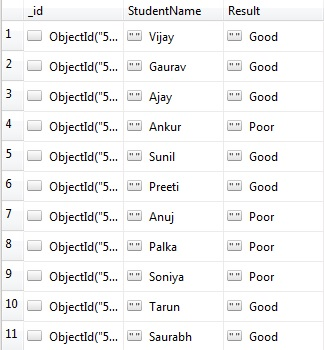 _id StudentName Result
1 ObjectId("5... "" Vijay "" Good
2 ObjectId("5... "" Gaurav "" Good
3 ObjectId("5... "" Ajay "" Good
4 ObjectId("5... "" Ankur "" Poor
5 ObjectId("5... "" Sunil "" Good
6 ObjectId("5... "" Preeti "" Good
7 ObjectId("5... "" Anuj "" Poor
8 ObjectId("5... "" Palka "" Poor
9 ObjectId("5... "" Soniya "" Poor
10 ObjectId("5... "" Tarun "" Good
11 ObjectId("5... "" Saurabh "" Good